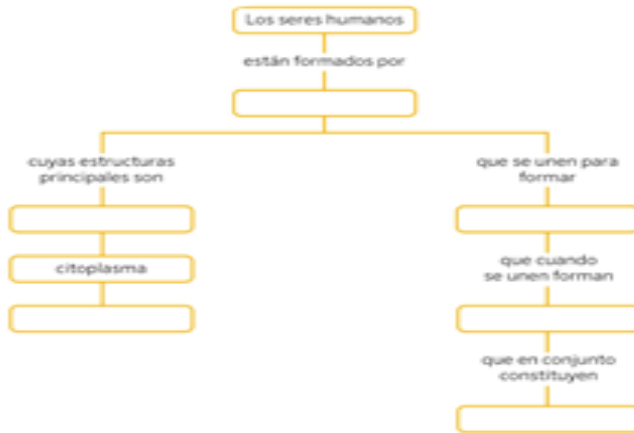 Los seres humanos
están formados por
cuyas estructuras
principales son
citoplasma
que se unen para
formar
que cuando
se unen forman
que en conjunto
constituyen